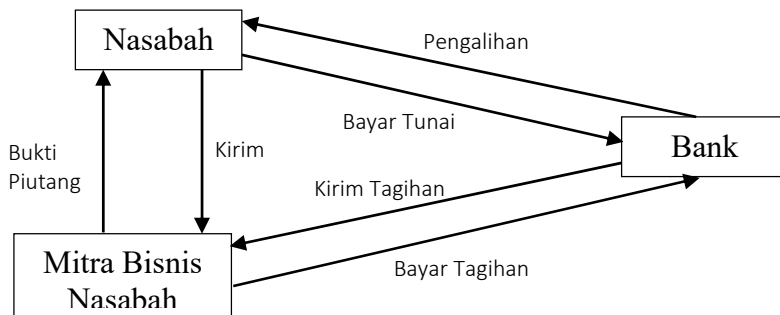 Nasabah
Pengalihan
Bayar Tunai
Bukti
Piutang
Kirim
Bank
Kirim Tagihan
Mitra Bisnis
Nasabah
Bayar Tagihan